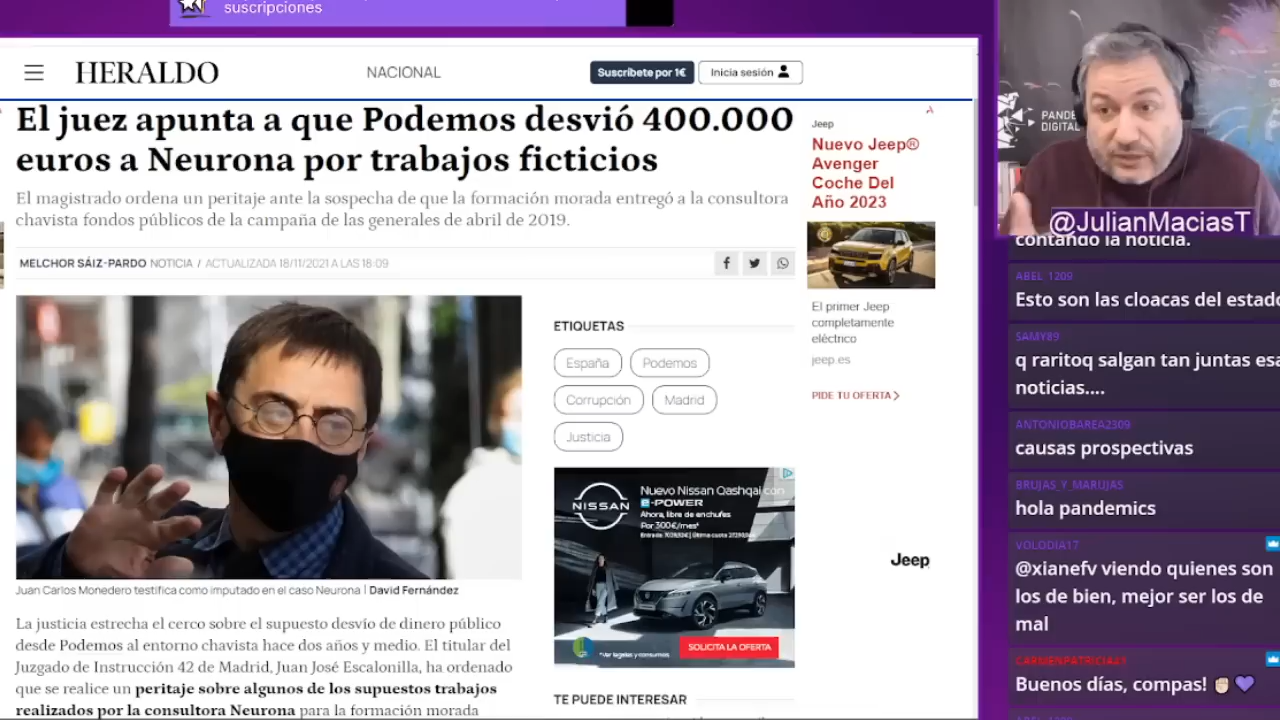 suscripciones
HERALDO
NACIONAL
Suscríbete por 1€
Inicia sesión
El juez apunta a que Podemos desvió 400.000
euros a Neurona por trabajos ficticios
El magistrado ordena un peritaje ante la sospecha de que la formación morada entregó a la consultora
chavista fondos públicos de la campaña de las generales de abril de 2019.
MELCHOR SÁIZ-PARDO NOTICIA / ACTUALIZADA 18/11/2021 A LAS 18:09
Juan Carlos Monedero testifica como imputado en el caso Neurona | David Fernández
La justicia estrecha el cerco sobre el supuesto desvío de dinero público
desde Podemos al entorno chavista hace dos años y medio. El titular del
Juzgado de Instrucción 42 de Madrid, Juan José Escalonilla, ha ordenado
que se realice un peritaje sobre algunos de los supuestos trabajos
realizados por la consultora Neurona para la formación morada
ETIQUETAS
España
Podemos
Corrupción
Madrid
Justicia
NISSAN
Nuevo Nissan Qashqai con
e-POWER
Ahora, libre de enchufes
Por 300€/mes*
*Ver legales y consumos.
SOLICITA LA OFERTA
TE PUEDE INTERESAR
Jeep
Nuevo Jeep®
Avenger
Coche Del
Año 2023
El primer Jeep
completamente
eléctrico
jeep.es
PIDE TU OFERTA
Jeep
PANDE
DIGITAL
@JulianMaciasT
contando la noticia.
ABEL_1209
Esto son las cloacas del estado
SAMY89
q raritoq salgan tan juntas esa
noticias....
ANTONIOBAREA2309
causas prospectivas
BRUJAS_Y_MARUJAS
hola pandemics
VOLODIA17
@xianefv viendo quienes son
los de bien, mejor ser los de
mal
CARMENPATRICIA21
Buenos días, compas! ✊🏻💜